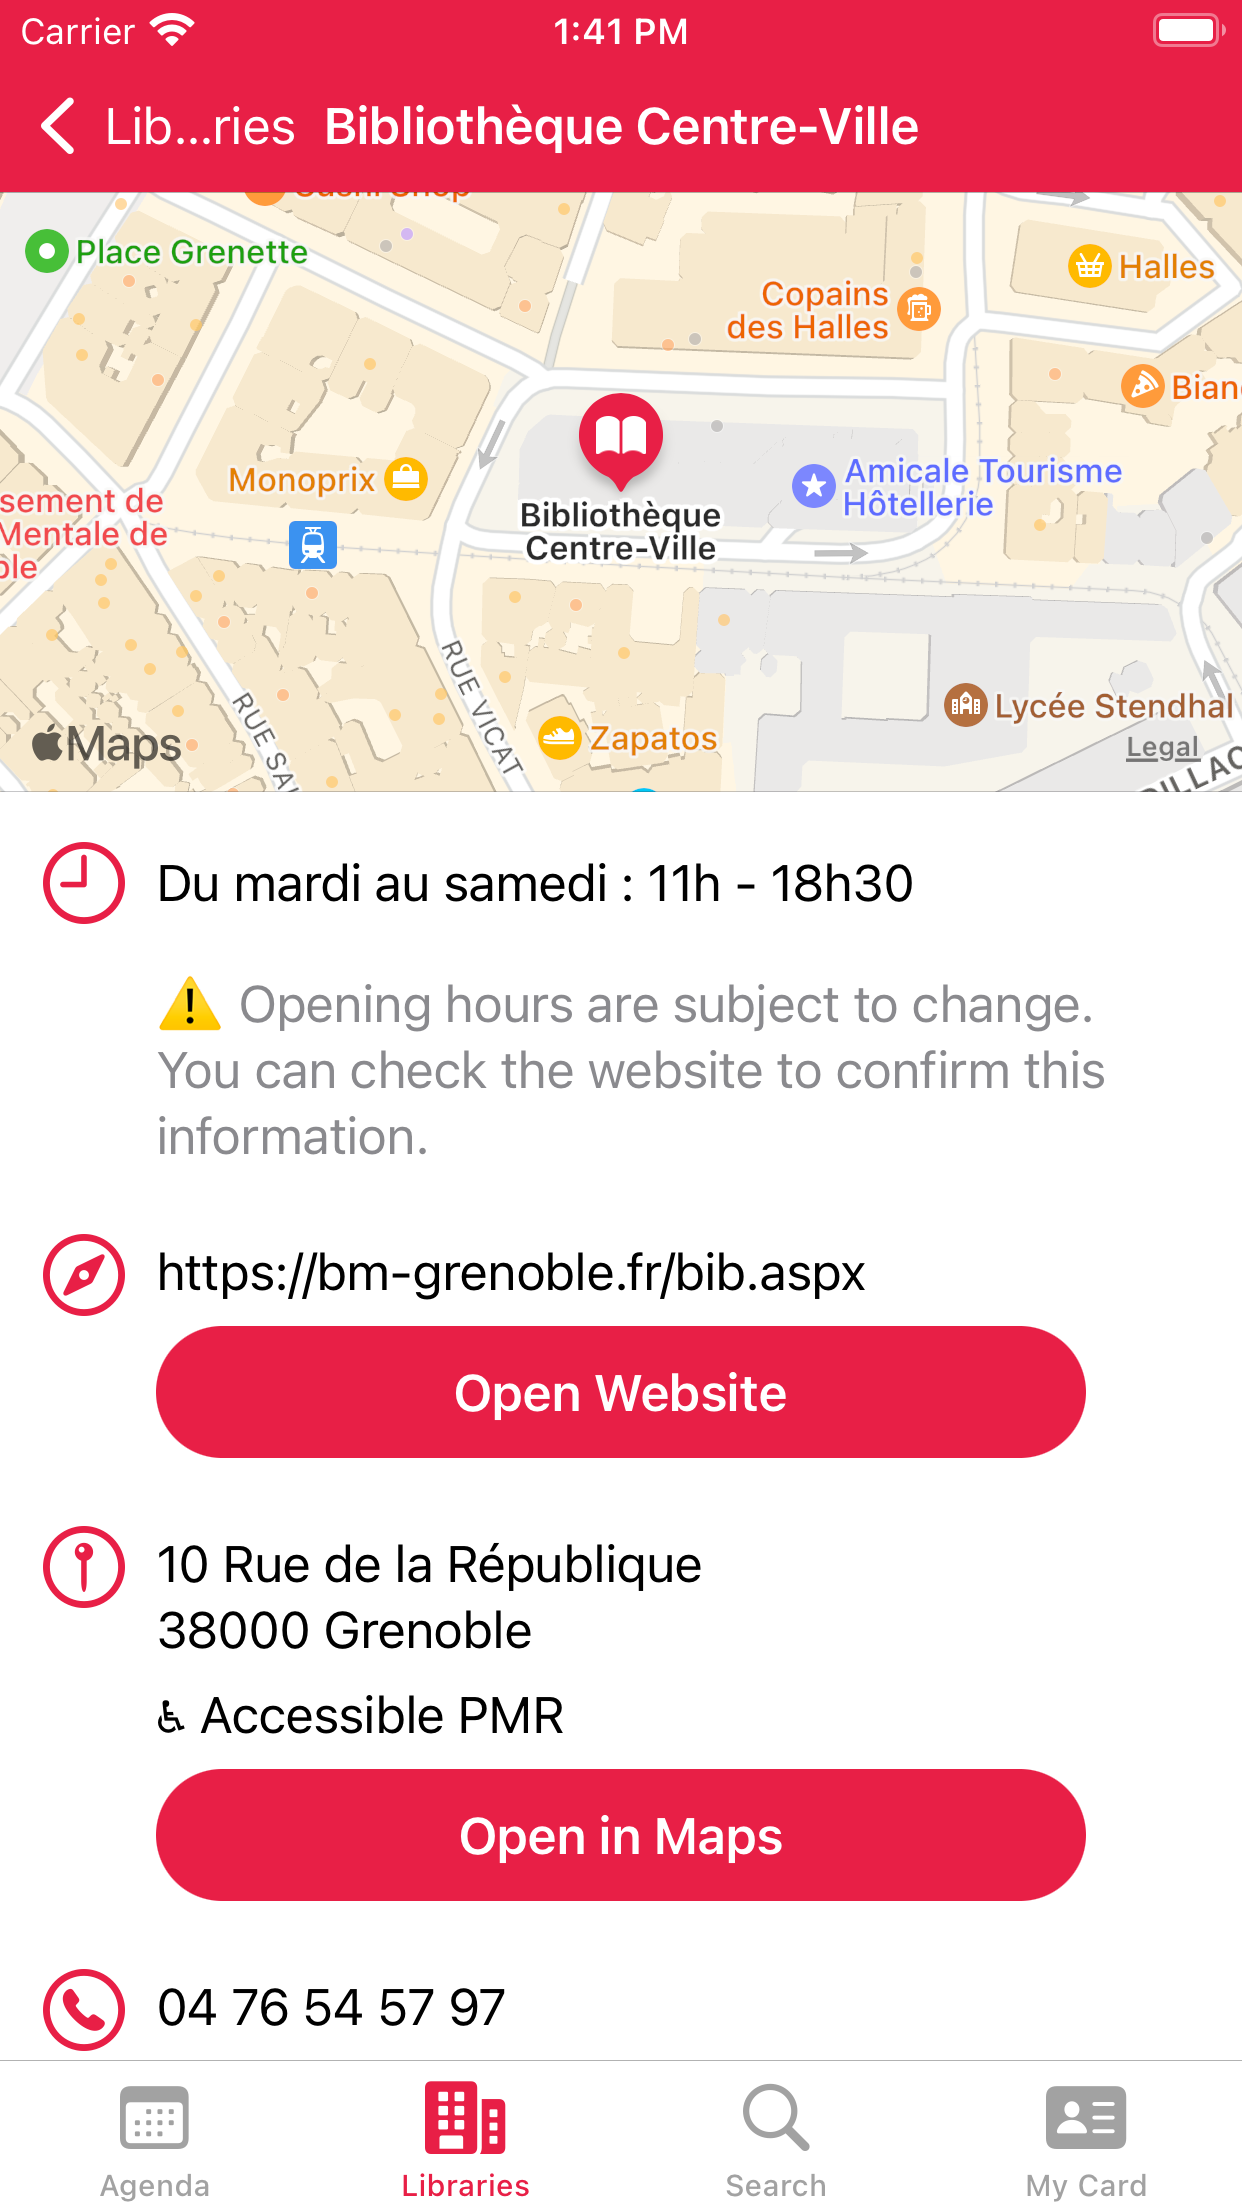 Carrier
1:41 PM
Lib...ries Bibliothèque Centre-Ville
Place Grenette
Copains
des Halles
Halles
Monoprix
sement de
Mentale de
Amicale Tourisme
Hôtellerie
Bibliothèque
Centre-Ville
RUE VICAT
Zapatos
Lycée Stendhal
Maps
Legal
Du mardi au samedi : 11h - 18h30
⚠️ Opening hours are subject to change.
You can check the website to confirm this
information.
https://bm-grenoble.fr/bib.aspx
Open Website
10 Rue de la République
38000 Grenoble
♿ Accessible PMR
Open in Maps
04 76 54 57 97
Agenda
Libraries
Search
My Card